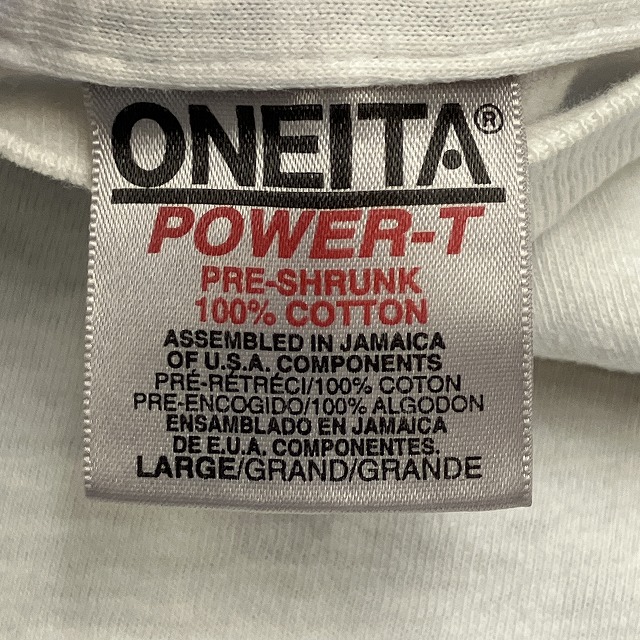 ONEITA®
POWER-T
PRE-SHRUNK
100% COTTON
ASSEMBLED IN JAMAICA
OF U.S.A. COMPONENTS
PRÉ-RÉTRÉCI/100% COTON
PRE-ENCOGIDO/100% ALGODON
ENSAMBLADO EN JAMAICA
DE E.U.A. COMPONENTES.
LARGE/GRAND/GRANDE